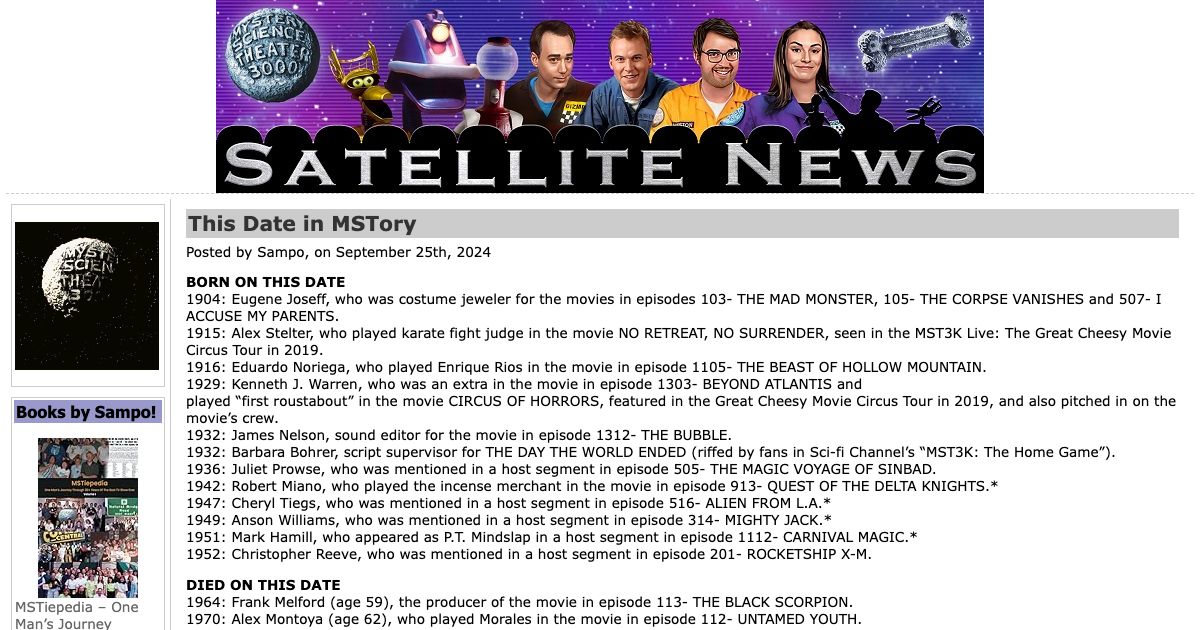 MYSTERY
SCIENCE
THEATER
3000
GIZMO
SATELLITE NEWS
This Date in MSTory
Posted by Sampo, on September 25th, 2024
BORN ON THIS DATE
1904: Eugene Joseff, who was costume jeweler for the movies in episodes 103- THE MAD MONSTER, 105- THE CORPSE VANISHES and 507- I
ACCUSE MY PARENTS.
1915: Alex Stelter, who played karate fight judge in the movie NO RETREAT, NO SURRENDER, seen in the MST3K Live: The Great Cheesy Movie
Circus Tour in 2019.
1916: Eduardo Noriega, who played Enrique Rios in the movie in episode 1105- THE BEAST OF HOLLOW MOUNTAIN.
1929: Kenneth J. Warren, who was an extra in the movie in episode 1303- BEYOND ATLANTIS and
played “first roustabout” in the movie CIRCUS OF HORRORS, featured in the Great Cheesy Movie Circus Tour in 2019, and also pitched in on the
movie’s crew.
1932: James Nelson, sound editor for the movie in episode 1312- THE BUBBLE.
1932: Barbara Bohrer, script supervisor for THE DAY THE WORLD ENDED (riffed by fans in Sci-fi Channel’s “MST3K: The Home Game”).
1936: Juliet Prowse, who was mentioned in a host segment in episode 505- THE MAGIC VOYAGE OF SINBAD.
1942: Robert Miano, who played the incense merchant in the movie in episode 913- QUEST OF THE DELTA KNIGHTS.*
1947: Cheryl Tiegs, who was mentioned in a host segment in episode 516- ALIEN FROM L.A.*
1949: Anson Williams, who was mentioned in a host segment in episode 314- MIGHTY JACK.*
1951: Mark Hamill, who appeared as P.T. Mindslap in a host segment in episode 1112- CARNIVAL MAGIC.*
1952: Christopher Reeve, who was mentioned in a host segment in episode 201- ROCKETSHIP X-M.
DIED ON THIS DATE
1964: Frank Melford (age 59), the producer of the movie in episode 113- THE BLACK SCORPION.
1970: Alex Montoya (age 62), who played Morales in the movie in episode 112- UNTAMED YOUTH.
MYST
SCIEN
THEA
30
Books by Sampo!
MSTiepedia
MSTiepedia – One
Man’s Journey